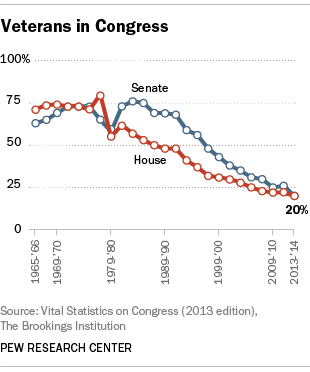 Veterans in Congress
100%
75
50
25
0
Senate
House
20%
1965-'66
1969-'70
1979-'80
1989-'90
1999-'00
2009-'10
2013-'14
Source: Vital Statistics on Congress (2013 edition),
The Brookings Institution
PEW RESEARCH CENTER